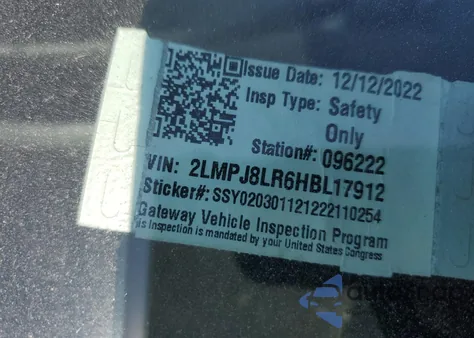 Issue Date: 12/12/2022
Insp Type: Safety
Only
Station#: 096222
VIN: 2LMPJ8LR6HBL17912
Sticker#: SSY020301121222110254
Gateway Vehicle Inspection Program
is Inspection is mandated by your United States Congress